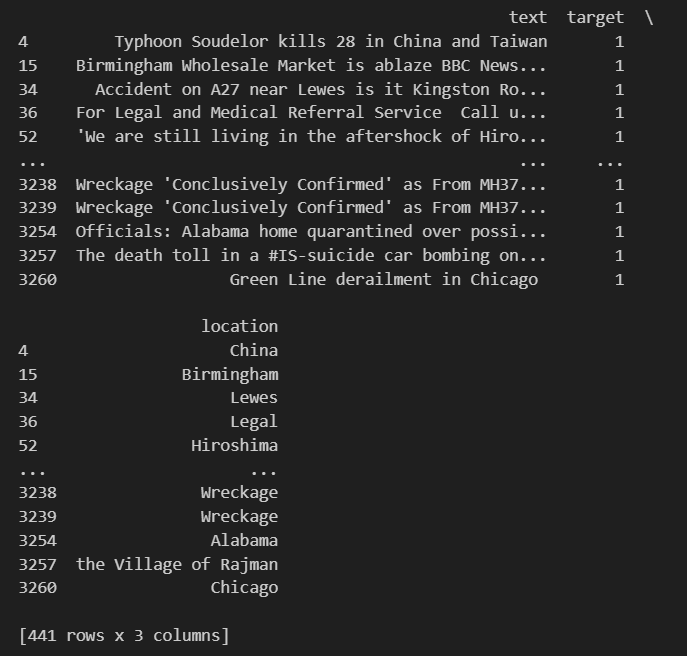 text  target  \
4         Typhoon Soudelor kills 28 in China and Taiwan       1
15    Birmingham Wholesale Market is ablaze BBC News...       1
34      Accident on A27 near Lewes is it Kingston Ro...       1
36    For Legal and Medical Referral Service  Call u...       1
52    'We are still living in the aftershock of Hiro...       1
...                                                 ...     ...
3238  Wreckage 'Conclusively Confirmed' as From MH37...       1
3239  Wreckage 'Conclusively Confirmed' as From MH37...       1
3254  Officials: Alabama home quarantined over possi...       1
3257  The death toll in a #IS-suicide car bombing on...       1
3260                  Green Line derailment in Chicago        1
location
4                     China
15               Birmingham
34                    Lewes
36                    Legal
52                Hiroshima
...                     ...
3238               Wreckage
3239               Wreckage
3254                Alabama
3257  the Village of Rajman
3260                Chicago
[441 rows x 3 columns]